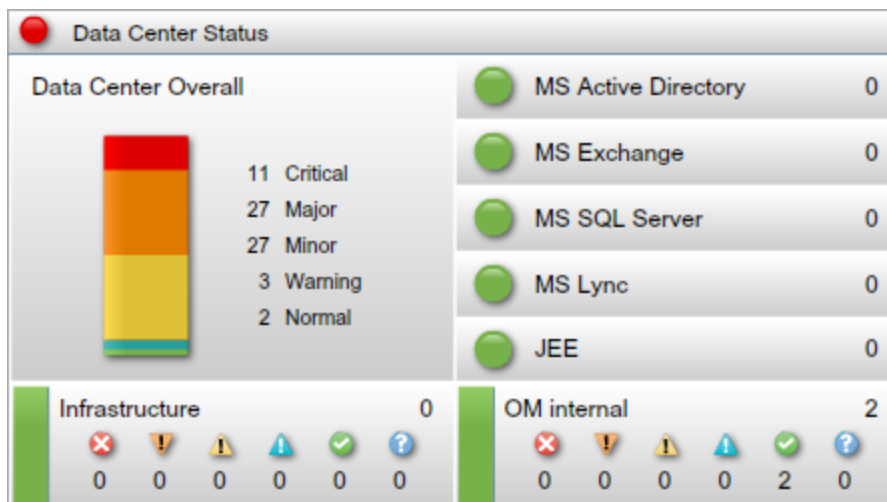 Data Center Status
Data Center Overall
11 Critical
27 Major
27 Minor
3 Warning
2 Normal
MS Active Directory 0
MS Exchange 0
MS SQL Server 0
MS Lync 0
JEE 0
Infrastructure 0
0 0 0 0 0 0
OM internal 2
0 0 0 0 2 0